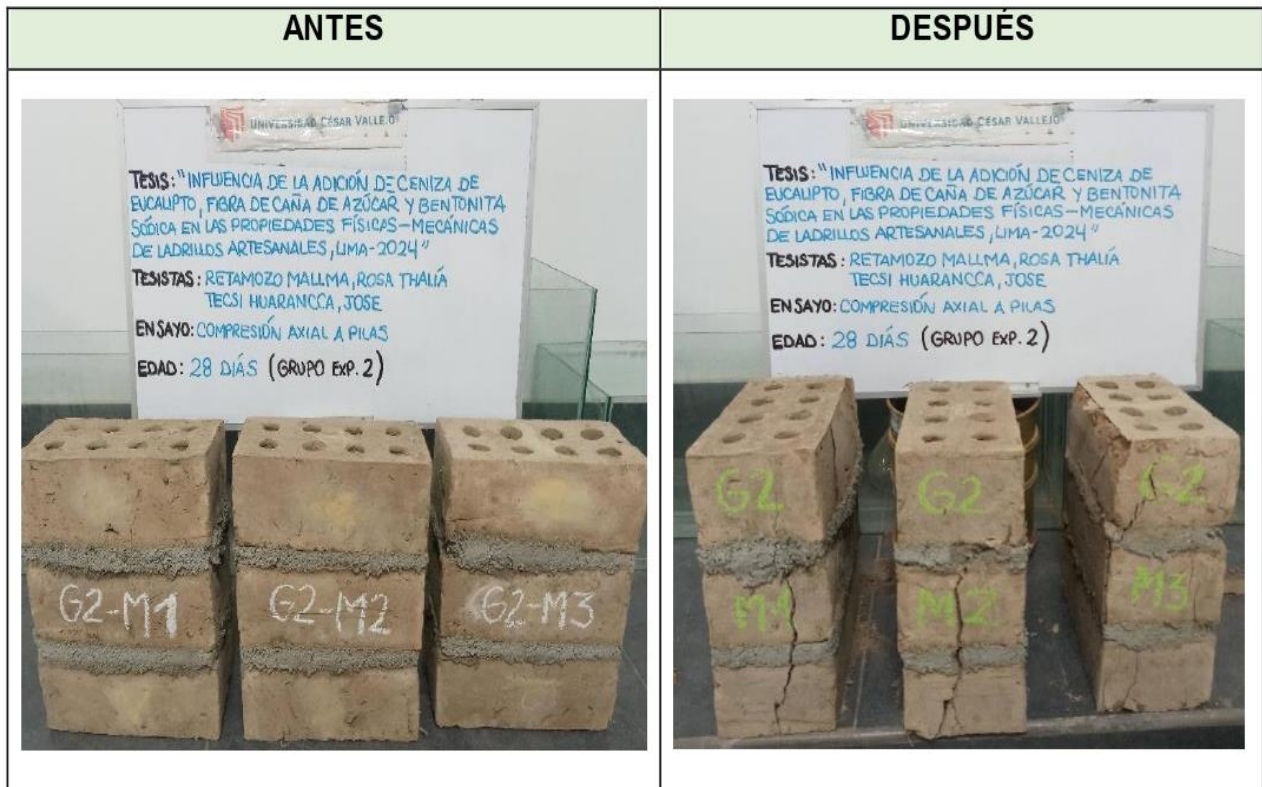 ANTES
DESPUÉS
UNIVERSIDAD CÉSAR VALLEJO
TESIS: "INFLUENCIA DE LA ADICIÓN DE CENIZA DE
EUCALIPTO, FIBRA DE CAÑA DE AZÚCAR Y BENTONITA
SÓDICA EN LAS PROPIEDADES FÍSICAS-MECÁNICAS
DE LADRILLOS ARTESANALES, LIMA-2024"
TESISTAS: RETAMOZO MALLMA, ROSA THALÍA
TECSI HUARANCCA, JOSE
ENSAYO: COMPRESIÓN AXIAL A PILAS
EDAD: 28 DIÁS (GRUPO EXP. 2)
G2-M1
G2-M2
G2-M3
UNIVERSIDAD CÉSAR VALLEJO
TESIS: "INFLUENCIA DE LA ADICIÓN DE CENIZA DE
EUCALIPTO, FIBRA DE CAÑA DE AZÚCAR Y BENTONITA
SÓDICA EN LAS PROPIEDADES FÍSICAS-MECÁNICAS
DE LADRILLOS ARTESANALES, LIMA-2024"
TESISTAS: RETAMOZO MALLMA, ROSA THALÍA
TECSI HUARANCCA, JOSE
ENSAYO: COMPRESIÓN AXIAL A PILAS
EDAD: 28 DIÁS (GRUPO EXP. 2)
G2
G2
G2
M1
M2
M3